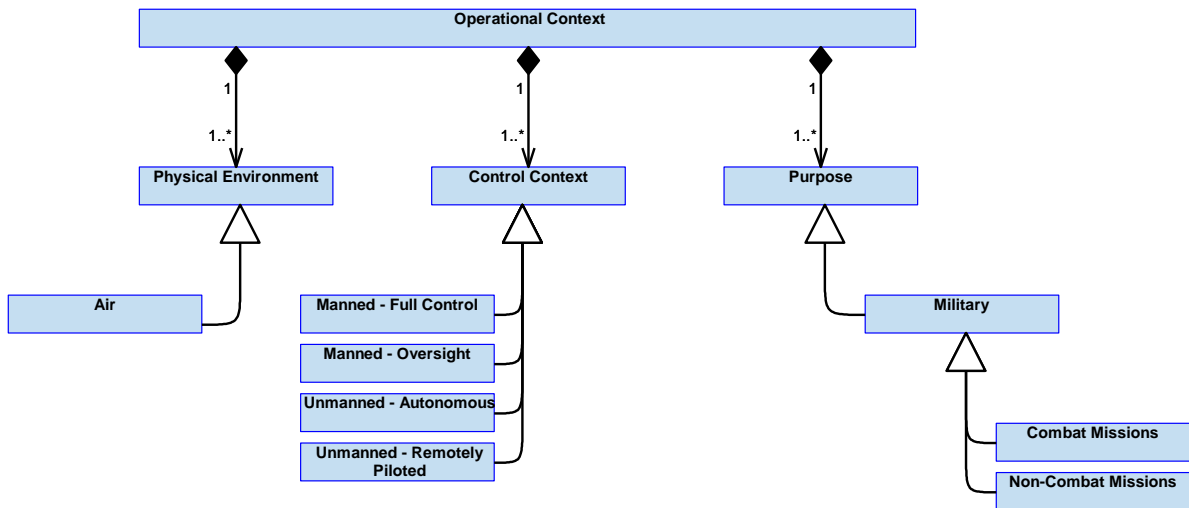 Operational Context
1
1
1
1..*
1..*
1..*
Physical Environment
Control Context
Purpose
Air
Manned - Full Control
Military
Manned - Oversight
Unmanned - Autonomous
Unmanned - Remotely
Piloted
Combat Missions
Non-Combat Missions